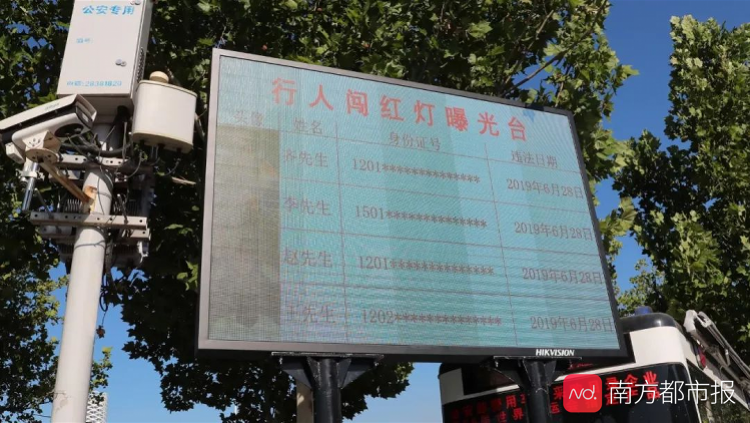 公安专用
行人闯红灯曝光台
姓名 身份证号 违法日期
齐先生 1201************** 2019年6月28日
李先生 1501************** 2019年6月28日
赵先生 1201************** 2019年6月28日
王先生 1202************** 2019年6月28日
HIKVISION
南方都市报